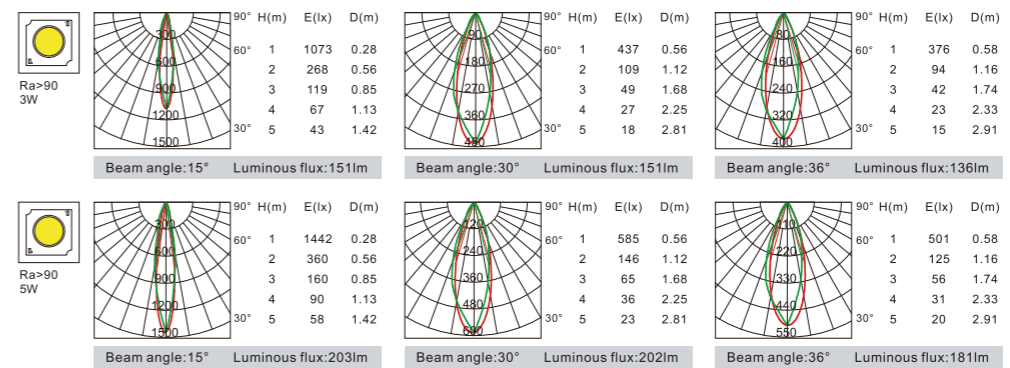 Ra>90
3W
300
600
900
1200
1500
90° H(m) E(lx) D(m)
60° 1 1073 0.28
2 268 0.56
3 119 0.85
4 67 1.13
30° 5 43 1.42
Beam angle:15° Luminous flux:151lm
90
180
270
360
450
90° H(m) E(lx) D(m)
60° 1 437 0.56
2 109 1.12
3 49 1.68
4 27 2.25
30° 5 18 2.81
Beam angle:30° Luminous flux:151lm
80
160
240
320
400
90° H(m) E(lx) D(m)
60° 1 376 0.58
2 94 1.16
3 42 1.74
4 23 2.33
30° 5 15 2.91
Beam angle:36° Luminous flux:136lm
Ra>90
5W
300
600
900
1200
1500
90° H(m) E(lx) D(m)
60° 1 1442 0.28
2 360 0.56
3 160 0.85
4 90 1.13
30° 5 58 1.42
Beam angle:15° Luminous flux:203lm
120
240
360
480
600
90° H(m) E(lx) D(m)
60° 1 585 0.56
2 146 1.12
3 65 1.68
4 36 2.25
30° 5 23 2.81
Beam angle:30° Luminous flux:202lm
110
220
330
440
550
90° H(m) E(lx) D(m)
60° 1 501 0.58
2 125 1.16
3 56 1.74
4 31 2.33
30° 5 20 2.91
Beam angle:36° Luminous flux:181lm